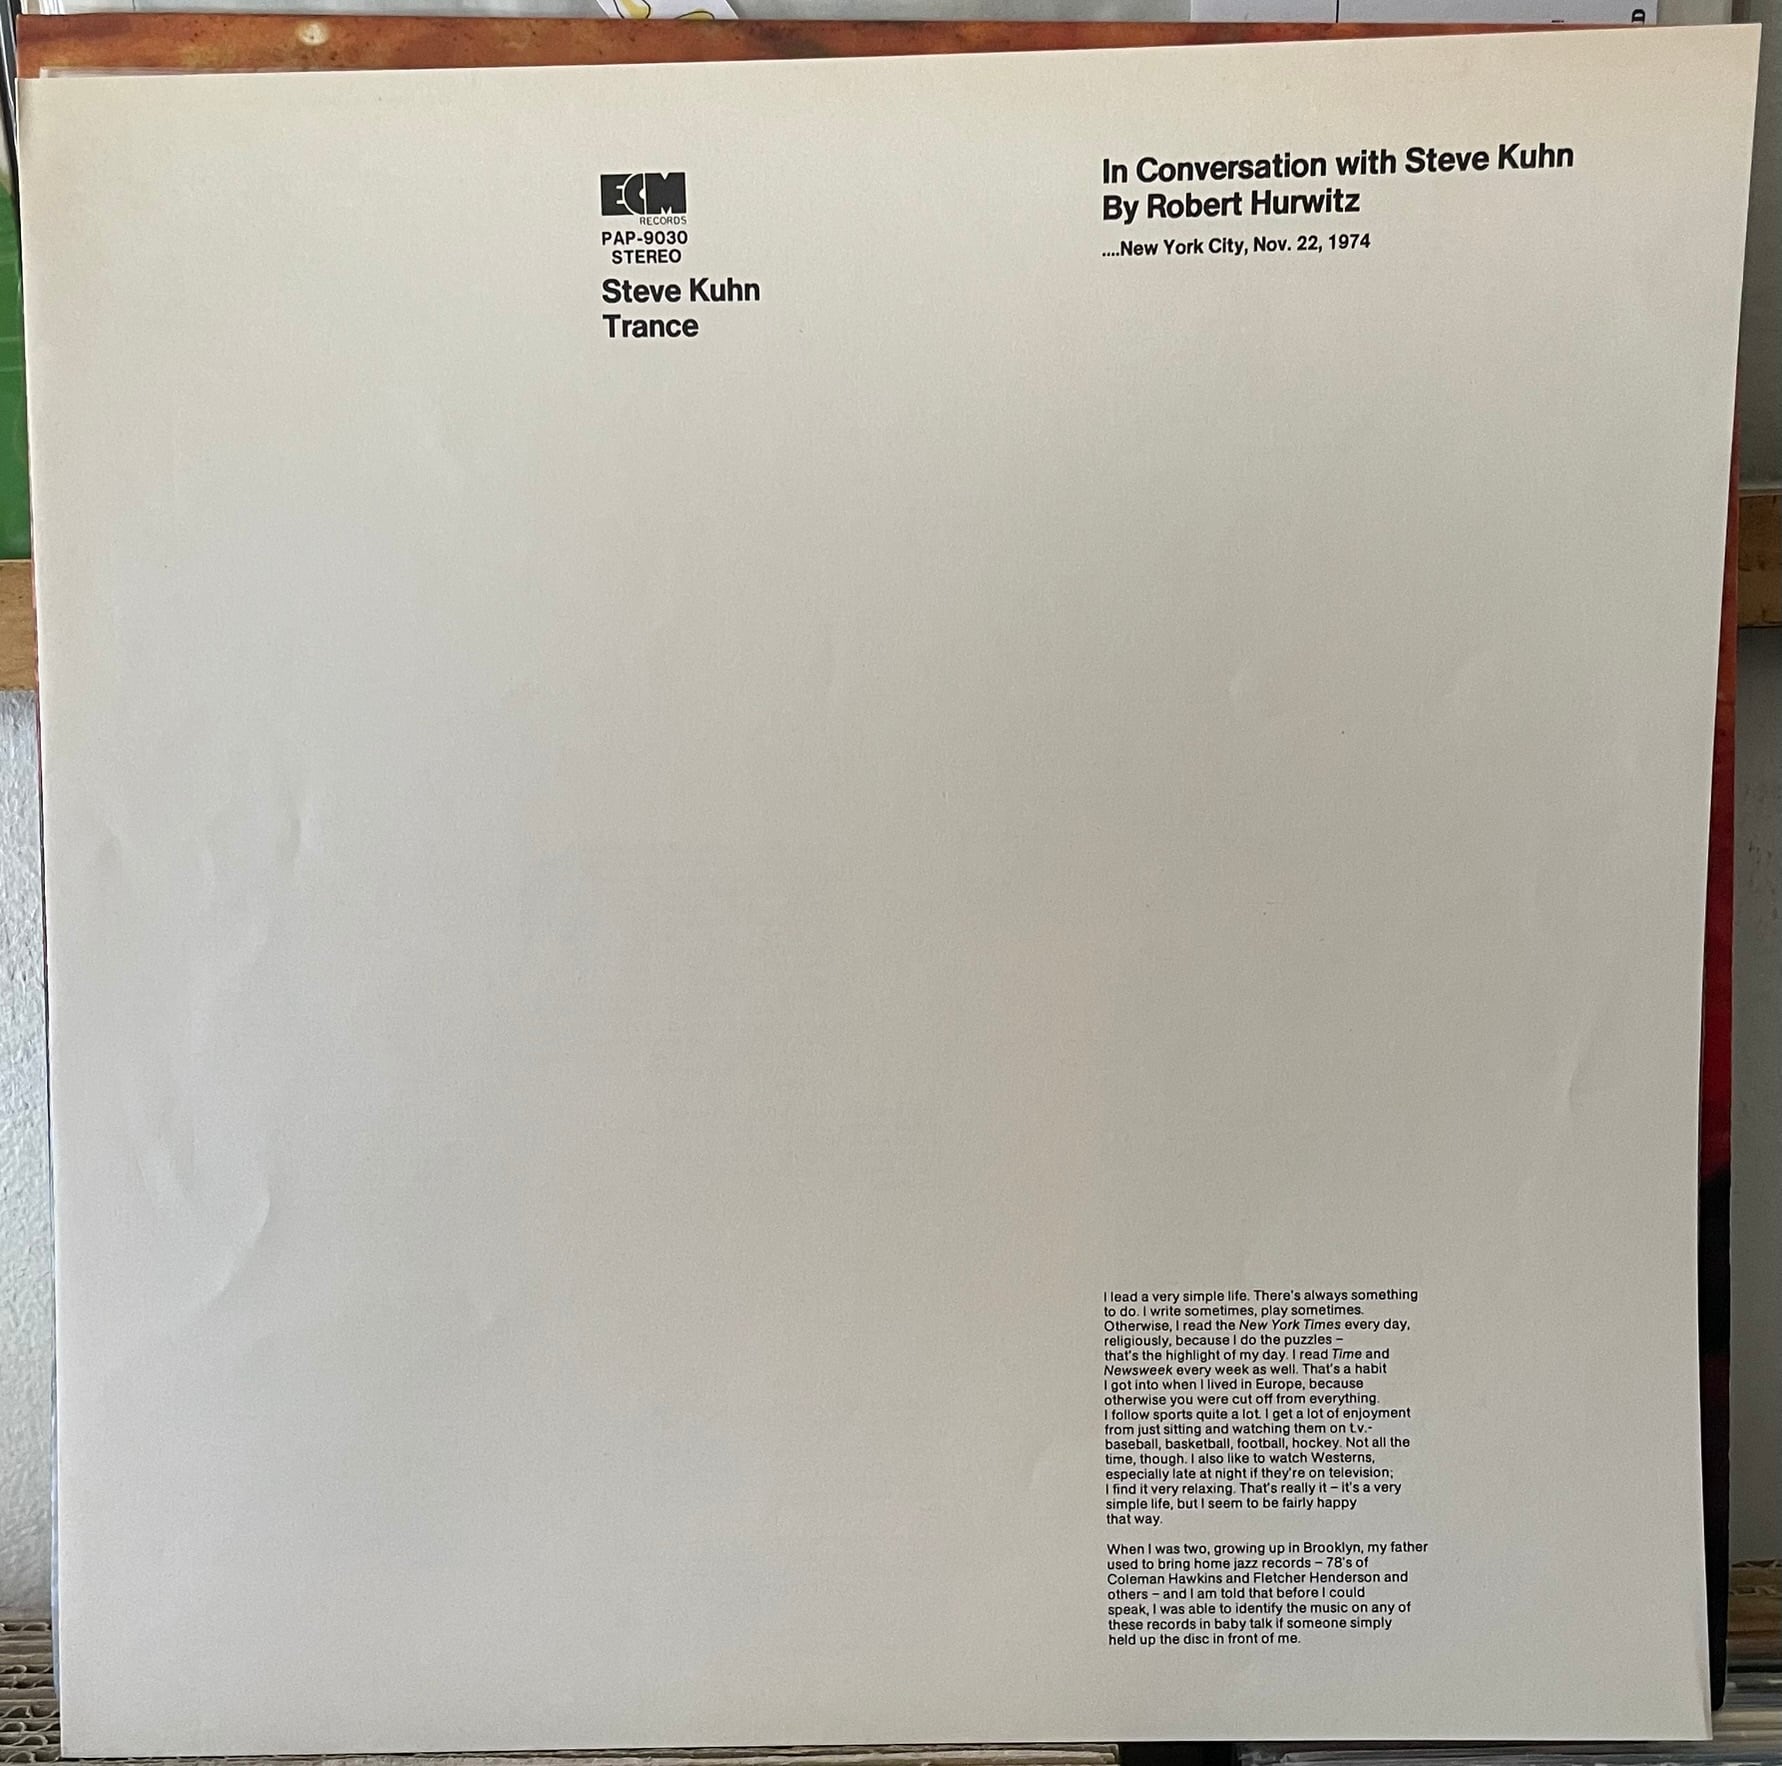 ECM
RECORDS
PAP-9030
STEREO
Steve Kuhn
Trance
In Conversation with Steve Kuhn
By Robert Hurwitz
....New York City, Nov. 22, 1974
I lead a very simple life. There's always something
to do. I write sometimes, play sometimes.
Otherwise, I read the New York Times every day,
religiously, because I do the puzzles –
that's the highlight of my day. I read Time and
Newsweek every week as well. That's a habit
I got into when I lived in Europe, because
otherwise you were cut off from everything.
I follow sports quite a lot. I get a lot of enjoyment
from just sitting and watching them on t.v.-
baseball, basketball, football, hockey. Not all the
time, though. I also like to watch Westerns,
especially late at night if they're on television;
I find it very relaxing. That's really it – it's a very
simple life, but I seem to be fairly happy
that way.
When I was two, growing up in Brooklyn, my father
used to bring home jazz records – 78's of
Coleman Hawkins and Fletcher Henderson and
others – and I am told that before I could
speak, I was able to identify the music on any of
these records in baby talk if someone simply
held up the disc in front of me.